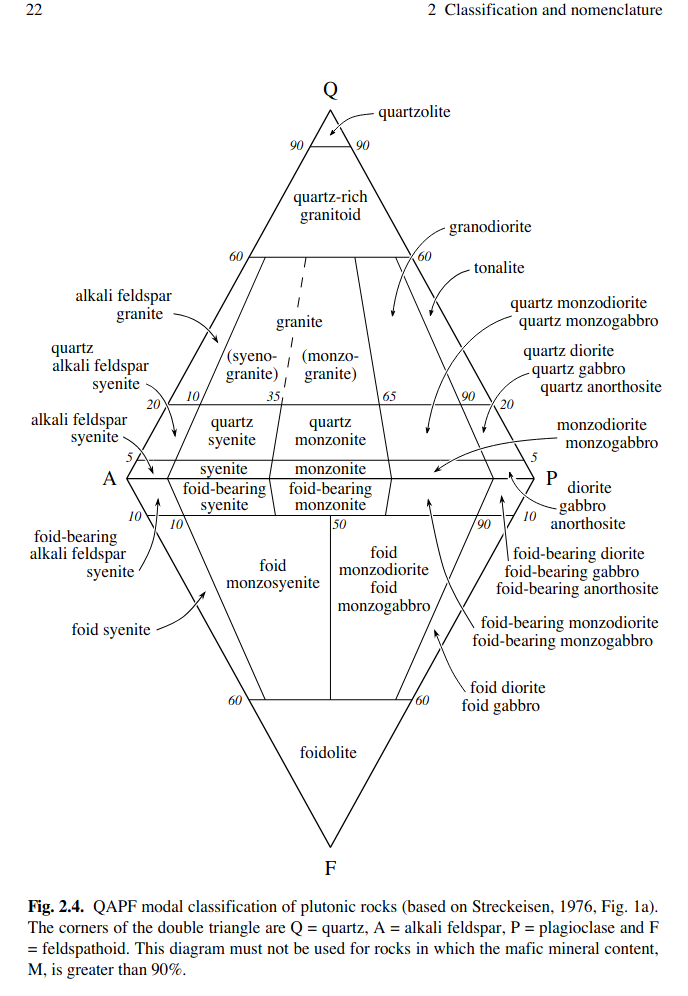 22
2 Classification and nomenclature
Q
quartzolite
90
90
quartz-rich
granitoid
granodiorite
60
60
tonalite
alkali feldspar
granite
quartz monzodiorite
quartz monzogabbro
granite
quartz
alkali feldspar
syenite
(syeno-
granite)
(monzo-
granite)
quartz diorite
quartz gabbro
quartz anorthosite
20
10
35
65
90
20
alkali feldspar
syenite
quartz
syenite
quartz
monzonite
monzodiorite
monzogabbro
5
5
syenite
monzonite
A
P
foid-bearing
syenite
foid-bearing
monzonite
diorite
gabbro
anorthosite
10
10
50
90
10
foid-bearing
alkali feldspar
syenite
foid
monzosyenite
foid
monzodiorite
foid
monzogabbro
foid-bearing diorite
foid-bearing gabbro
foid-bearing anorthosite
foid syenite
foid-bearing monzodiorite
foid-bearing monzogabbro
foid diorite
foid gabbro
60
60
foidolite
F
Fig. 2.4. QAPF modal classification of plutonic rocks (based on Streckeisen, 1976, Fig. 1a).
The corners of the double triangle are Q = quartz, A = alkali feldspar, P = plagioclase and F
= feldspathoid. This diagram must not be used for rocks in which the mafic mineral content,
M, is greater than 90%.